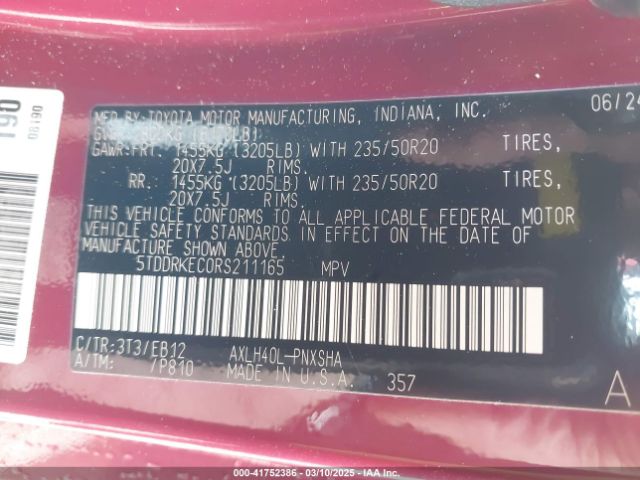 190
08190
MFD BY: TOYOTA MOTOR MANUFACTURING, INDIANA, INC. 06/24
GAWR-FRT. 1455KG (3205LB) WITH 235/50R20 TIRES,
20X7.5J RIMS.
RR. 1455KG (3205LB) WITH 235/50R20 TIRES,
20X7.5J RIMS.
THIS VEHICLE CONFORMS TO ALL APPLICABLE FEDERAL MOTOR
VEHICLE SAFETY STANDARDS IN EFFECT ON THE DATE OF
MANUFACTURE SHOWN ABOVE.
5TDDRKEC0RS211165 MPV
C/TR:3T3/EB12 AXLH40L-PNXSHA
A/TM: /P810 MADE IN U.S.A. 357 A
000-41752386 — 03/10/2025 — IAA Inc.